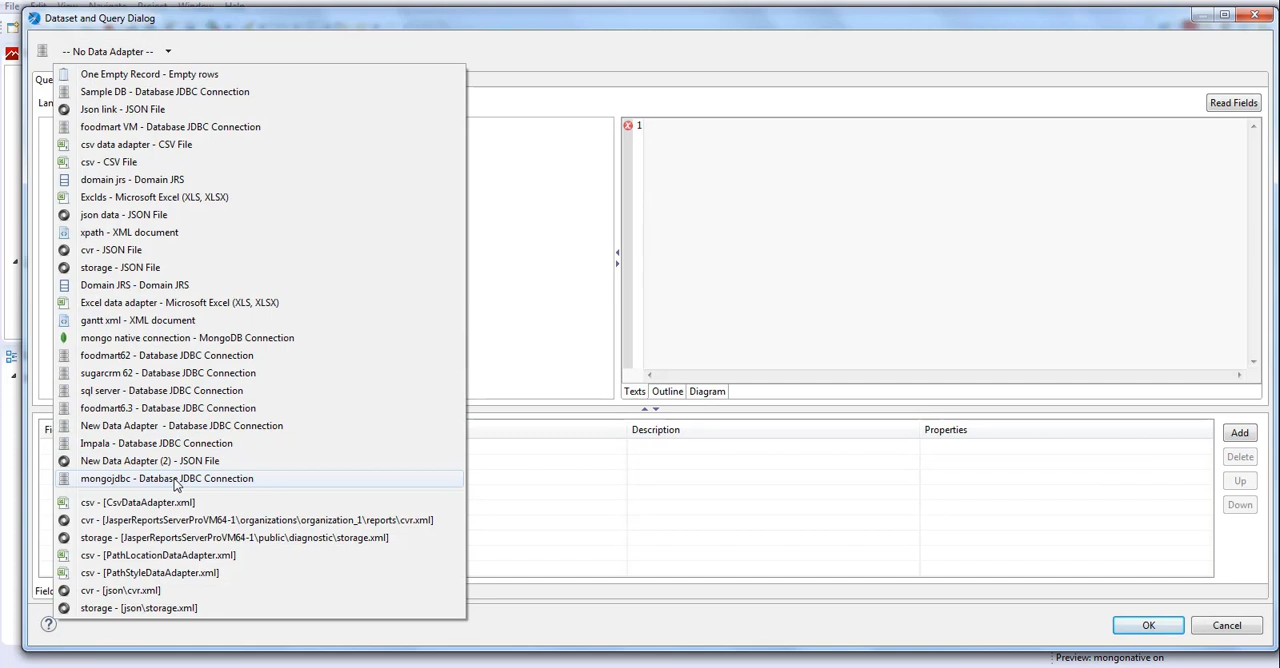 File
Window Help
Dataset and Query Dialog
-- No Data Adapter --
Que
Lan
Read Fields
One Empty Record - Empty rows
Sample DB - Database JDBC Connection
Json link - JSON File
foodmart VM - Database JDBC Connection
csv data adapter - CSV File
csv - CSV File
domain jrs - Domain JRS
Exclds - Microsoft Excel (XLS, XLSX)
json data - JSON File
xpath - XML document
cvr - JSON File
storage - JSON File
Domain JRS - Domain JRS
Excel data adapter - Microsoft Excel (XLS, XLSX)
gantt xml - XML document
mongo native connection - MongoDB Connection
foodmart62 - Database JDBC Connection
sugarcrm 62 - Database JDBC Connection
sql server - Database JDBC Connection
foodmart6.3 - Database JDBC Connection
New Data Adapter - Database JDBC Connection
Impala - Database JDBC Connection
New Data Adapter (2) - JSON File
mongojdbc - Database JDBC Connection
csv - [CsvDataAdapter.xml]
cvr - [JasperReportsServerProVM64-1\organizations\organization_1\reports\cvr.xml]
storage - [JasperReportsServerProVM64-1\public\diagnostic\storage.xml]
csv - [PathLocationDataAdapter.xml]
csv - [PathStyleDataAdapter.xml]
cvr - [json\cvr.xml]
storage - [json\storage.xml]
1
Texts Outline Diagram
Fi
Description
Properties
Add
Delete
Up
Down
Field
OK
Cancel
Preview: mongonative on